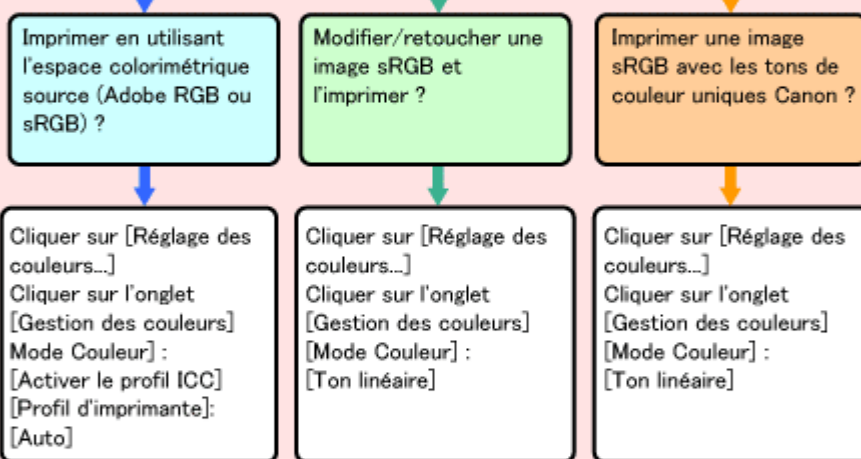 Imprimer en utilisant
l'espace colorimétrique
source (Adobe RGB ou
sRGB) ?
Modifier/retoucher une
image sRGB et
l'imprimer ?
Imprimer une image
sRGB avec les tons de
couleur uniques Canon ?
Cliquer sur [Réglage des
couleurs...]
Cliquer sur l'onglet
[Gestion des couleurs]
Mode Couleur] :
[Activer le profil ICC]
[Profil d'imprimante]:
[Auto]
Cliquer sur [Réglage des
couleurs...]
Cliquer sur l'onglet
[Gestion des couleurs]
[Mode Couleur] :
[Ton linéaire]
Cliquer sur [Réglage des
couleurs...]
Cliquer sur l'onglet
[Gestion des couleurs]
[Mode Couleur] :
[Ton linéaire]